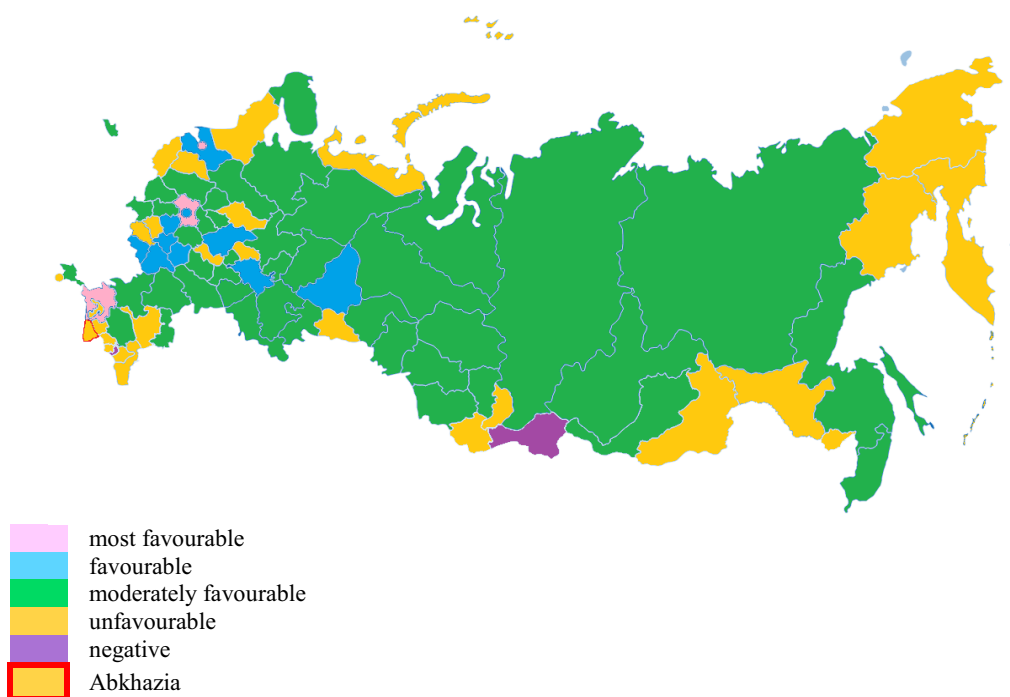 most favourable
favourable
moderately favourable
unfavourable
negative
Abkhazia